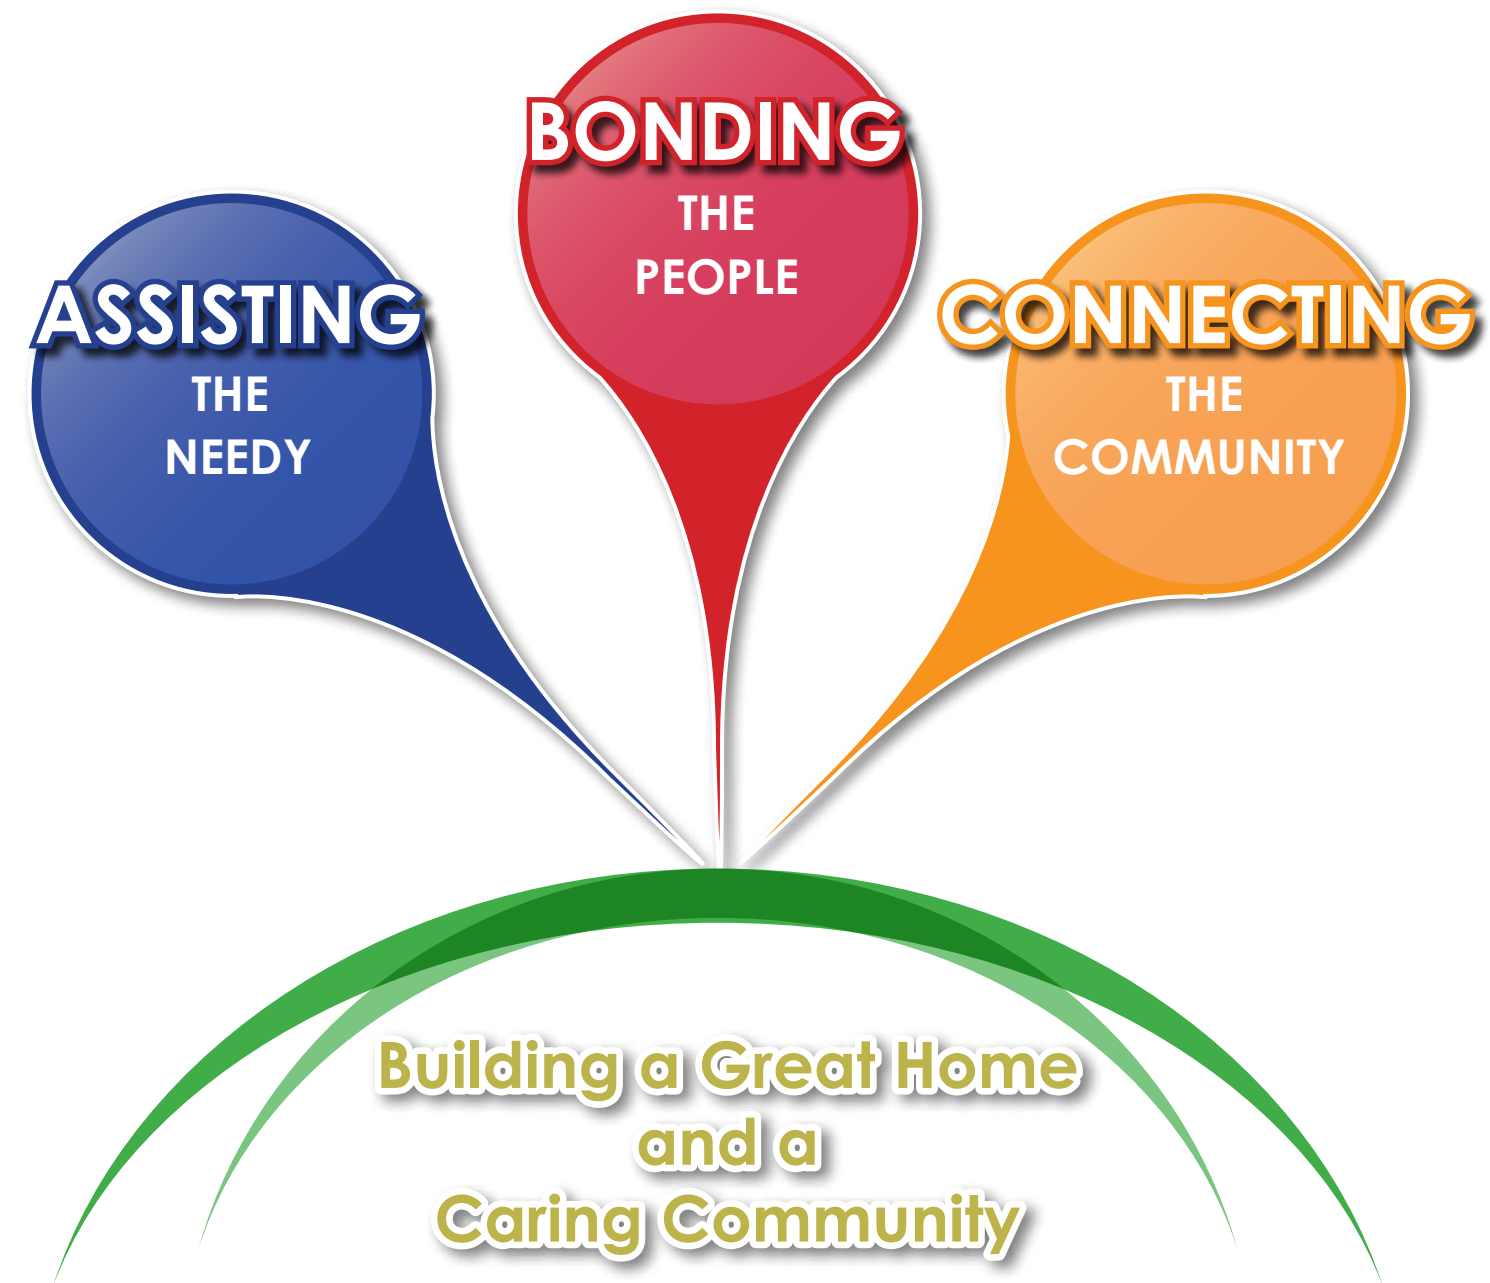 ASSISTING
THE
NEEDY
BONDING
THE
PEOPLE
CONNECTING
THE
COMMUNITY
Building a Great Home
and a
Caring Community